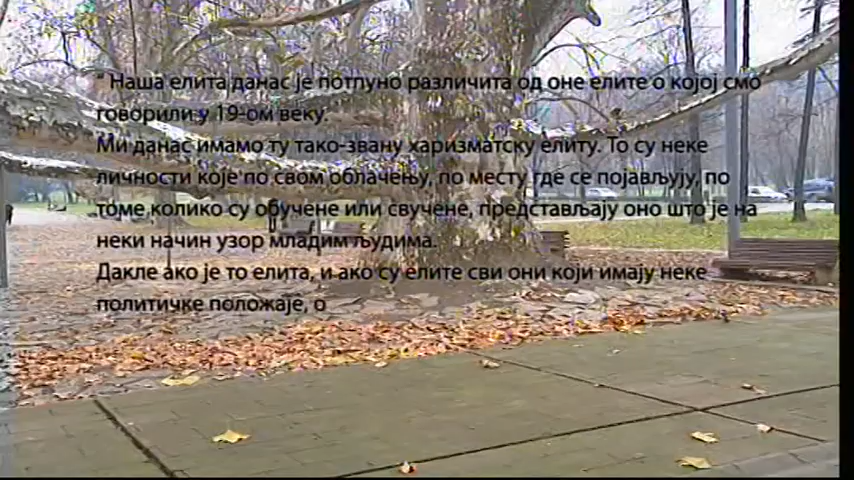 “ Наша елита данас је потпуно различита од оне елите о којој смо
говорили у 19-ом веку.
Ми данас имамо ту тако-звану харизматску елиту. То су неке
личности које по свом облачењу, по месту где се појављују, по
томе колико су обучене или свучене, представљају оно што је на
неки начин узор младим људима.
Дакле ако је то елита, и ако су елите сви они који имају неке
политичке положаје, о